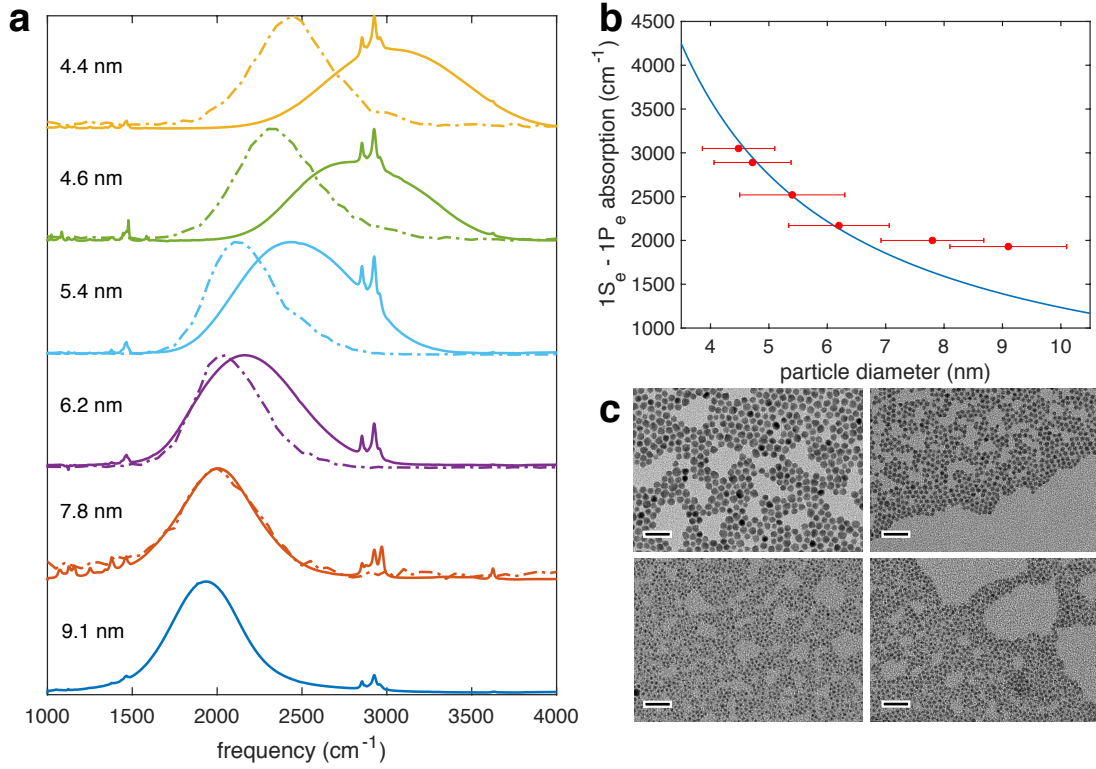 a
4.4 nm
4.6 nm
5.4 nm
6.2 nm
7.8 nm
9.1 nm
1000 1500 2000 2500 3000 3500 4000
frequency (cm⁻¹)
b
1Sₑ - 1Pₑ absorption (cm⁻¹)
4500
4000
3500
3000
2500
2000
1500
1000
4 5 6 7 8 9 10
particle diameter (nm)
c